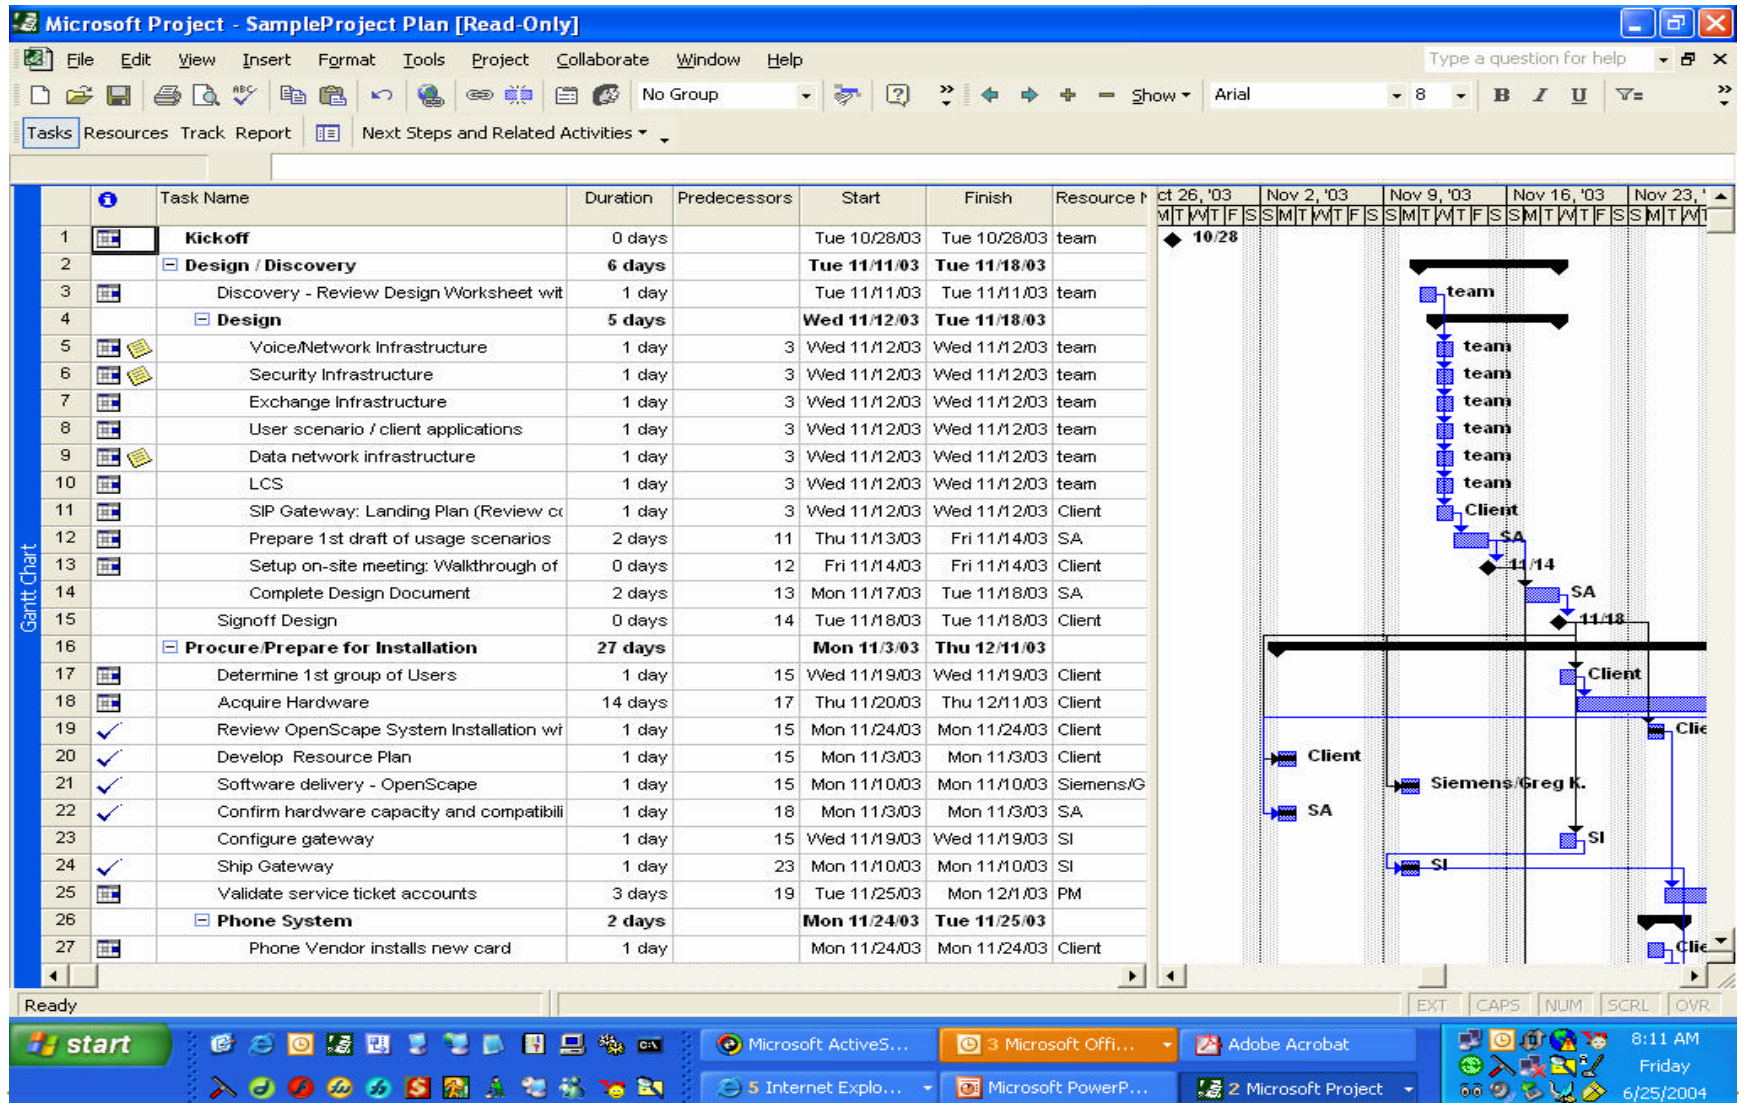 Microsoft Project - SampleProject Plan [Read-Only]
File Edit View Insert Format Tools Project Collaborate Window Help Type a question for help
No Group Show Arial 8 B I U
Tasks Resources Track Report Next Steps and Related Activities
Task Name Duration Predecessors Start Finish Resource N ct 26, '03 Nov 2, '03 Nov 9, '03 Nov 16, '03 Nov 23, '
M T W T F S S M T W T F S S M T W T F S S M T W T F S S M T W T
1 Kickoff 0 days Tue 10/28/03 Tue 10/28/03 team 10/28
2 Design / Discovery 6 days Tue 11/11/03 Tue 11/18/03
3 Discovery - Review Design Worksheet wit 1 day Tue 11/11/03 Tue 11/11/03 team team
4 Design 5 days Wed 11/12/03 Tue 11/18/03
5 Voice/Network Infrastructure 1 day 3 Wed 11/12/03 Wed 11/12/03 team team
6 Security Infrastructure 1 day 3 Wed 11/12/03 Wed 11/12/03 team team
7 Exchange Infrastructure 1 day 3 Wed 11/12/03 Wed 11/12/03 team team
8 User scenario / client applications 1 day 3 Wed 11/12/03 Wed 11/12/03 team team
9 Data network infrastructure 1 day 3 Wed 11/12/03 Wed 11/12/03 team team
10 LCS 1 day 3 Wed 11/12/03 Wed 11/12/03 team team
11 SIP Gateway: Landing Plan (Review co 1 day 3 Wed 11/12/03 Wed 11/12/03 Client Client
12 Prepare 1st draft of usage scenarios 2 days 11 Thu 11/13/03 Fri 11/14/03 SA SA
13 Setup on-site meeting: Walkthrough of 0 days 12 Fri 11/14/03 Fri 11/14/03 Client 11/14
14 Complete Design Document 2 days 13 Mon 11/17/03 Tue 11/18/03 SA SA
15 Signoff Design 0 days 14 Tue 11/18/03 Tue 11/18/03 Client 11/18
16 Procure/Prepare for Installation 27 days Mon 11/3/03 Thu 12/11/03
17 Determine 1st group of Users 1 day 15 Wed 11/19/03 Wed 11/19/03 Client Client
18 Acquire Hardware 14 days 17 Thu 11/20/03 Thu 12/11/03 Client
19 Review OpenScape System Installation wi 1 day 15 Mon 11/24/03 Mon 11/24/03 Client Clie
20 Develop Resource Plan 1 day 15 Mon 11/3/03 Mon 11/3/03 Client Client
21 Software delivery - OpenScape 1 day 15 Mon 11/10/03 Mon 11/10/03 Siemens/G Siemens/Greg K.
22 Confirm hardware capacity and compatibili 1 day 18 Mon 11/3/03 Mon 11/3/03 SA SA
23 Configure gateway 1 day 15 Wed 11/19/03 Wed 11/19/03 SI SI
24 Ship Gateway 1 day 23 Mon 11/10/03 Mon 11/10/03 SI SI
25 Validate service ticket accounts 3 days 19 Tue 11/25/03 Mon 12/1/03 PM
26 Phone System 2 days Mon 11/24/03 Tue 11/25/03
27 Phone Vendor installs new card 1 day Mon 11/24/03 Mon 11/24/03 Client Clie
Gantt Chart
Ready EXT CAPS NUM SCRL OVR
start Microsoft ActiveS... 3 Microsoft Offi... Adobe Acrobat 8:11 AM
Friday
5 Internet Explo... Microsoft PowerP... 2 Microsoft Project 6/25/2004